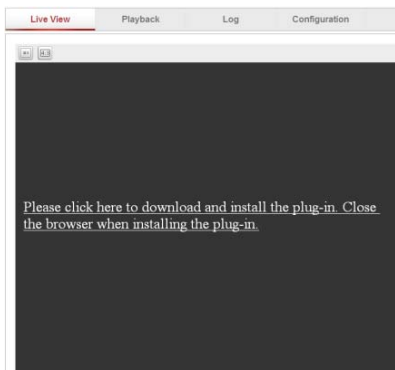 Live View Playback Log Configuration
Please click here to download and install the plug-in. Close
the browser when installing the plug-in.